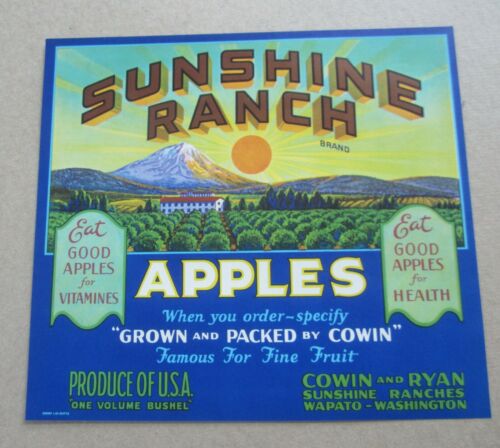 SUNSHINE
RANCH
BRAND
Eat
GOOD
APPLES
for
VITAMINES
Eat
GOOD
APPLES
for
HEALTH
APPLES
When you order-specify
"GROWN AND PACKED BY COWIN"
Famous For Fine Fruit
PRODUCE OF U.S.A.
"ONE VOLUME BUSHEL"
COWIN AND RYAN
SUNSHINE RANCHES
WAPATO - WASHINGTON